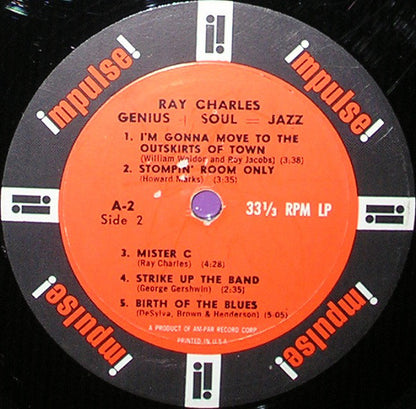 impulse!
impulse!
RAY CHARLES
GENIUS + SOUL = JAZZ
1. I'M GONNA MOVE TO THE
OUTSKIRTS OF TOWN
(William Weldon and Roy Jacobs) (3:38)
2. STOMPIN' ROOM ONLY
(Howard Marks) (3:35)
A-2
Side 2
33⅓ RPM LP
3. MISTER C
(Ray Charles) (4:28)
4. STRIKE UP THE BAND
(George Gershwin) (2:35)
5. BIRTH OF THE BLUES
(DeSylva, Brown & Henderson) (5:05)
A PRODUCT OF AM-PAR RECORD CORP.
PRINTED IN U.S.A.
impulse!
impulse!